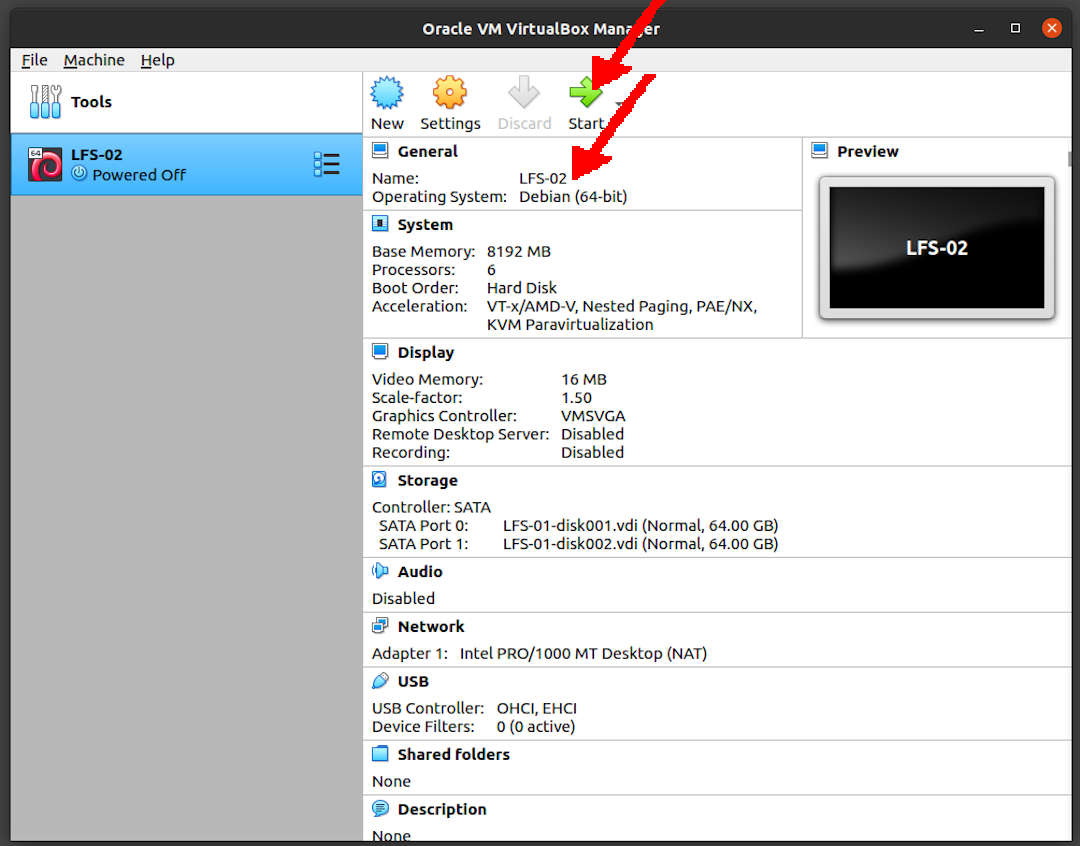 Oracle VM VirtualBox Manager
File Machine Help
Tools
64
LFS-02
Powered Off
New Settings Discard Start
General
Name: LFS-02
Operating System: Debian (64-bit)
Preview
LFS-02
System
Base Memory: 8192 MB
Processors: 6
Boot Order: Hard Disk
Acceleration: VT-x/AMD-V, Nested Paging, PAE/NX,
KVM Paravirtualization
Display
Video Memory: 16 MB
Scale-factor: 1.50
Graphics Controller: VMSVGA
Remote Desktop Server: Disabled
Recording: Disabled
Storage
Controller: SATA
SATA Port 0: LFS-01-disk001.vdi (Normal, 64.00 GB)
SATA Port 1: LFS-01-disk002.vdi (Normal, 64.00 GB)
Audio
Disabled
Network
Adapter 1: Intel PRO/1000 MT Desktop (NAT)
USB
USB Controller: OHCI, EHCI
Device Filters: 0 (0 active)
Shared folders
None
Description
None